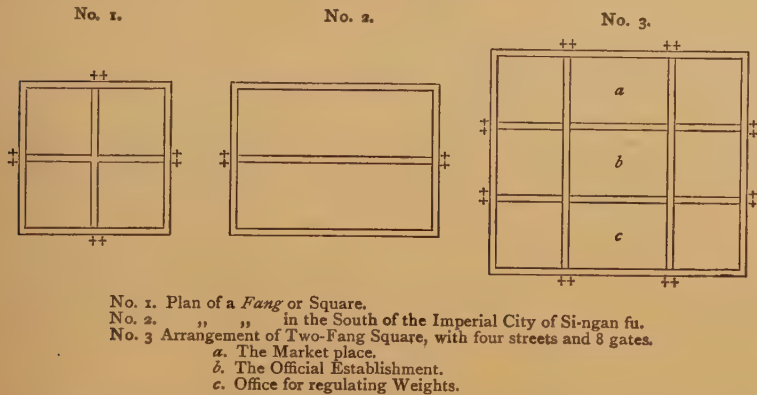 No. 1.
No. 2.
No. 3.
a
b
c
No. 1. Plan of a Fang or Square.
No. 2. „ „ in the South of the Imperial City of Si-ngan fu.
No. 3 Arrangement of Two-Fang Square, with four streets and 8 gates.
a. The Market place.
b. The Official Establishment.
c. Office for regulating Weights.